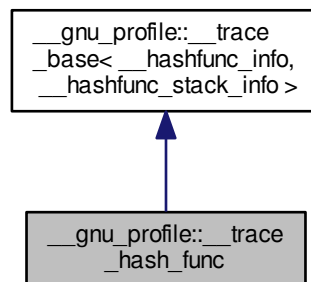 __gnu_profile::__trace
_base< __hashfunc_info,
__hashfunc_stack_info >
__gnu_profile::__trace
_hash_func